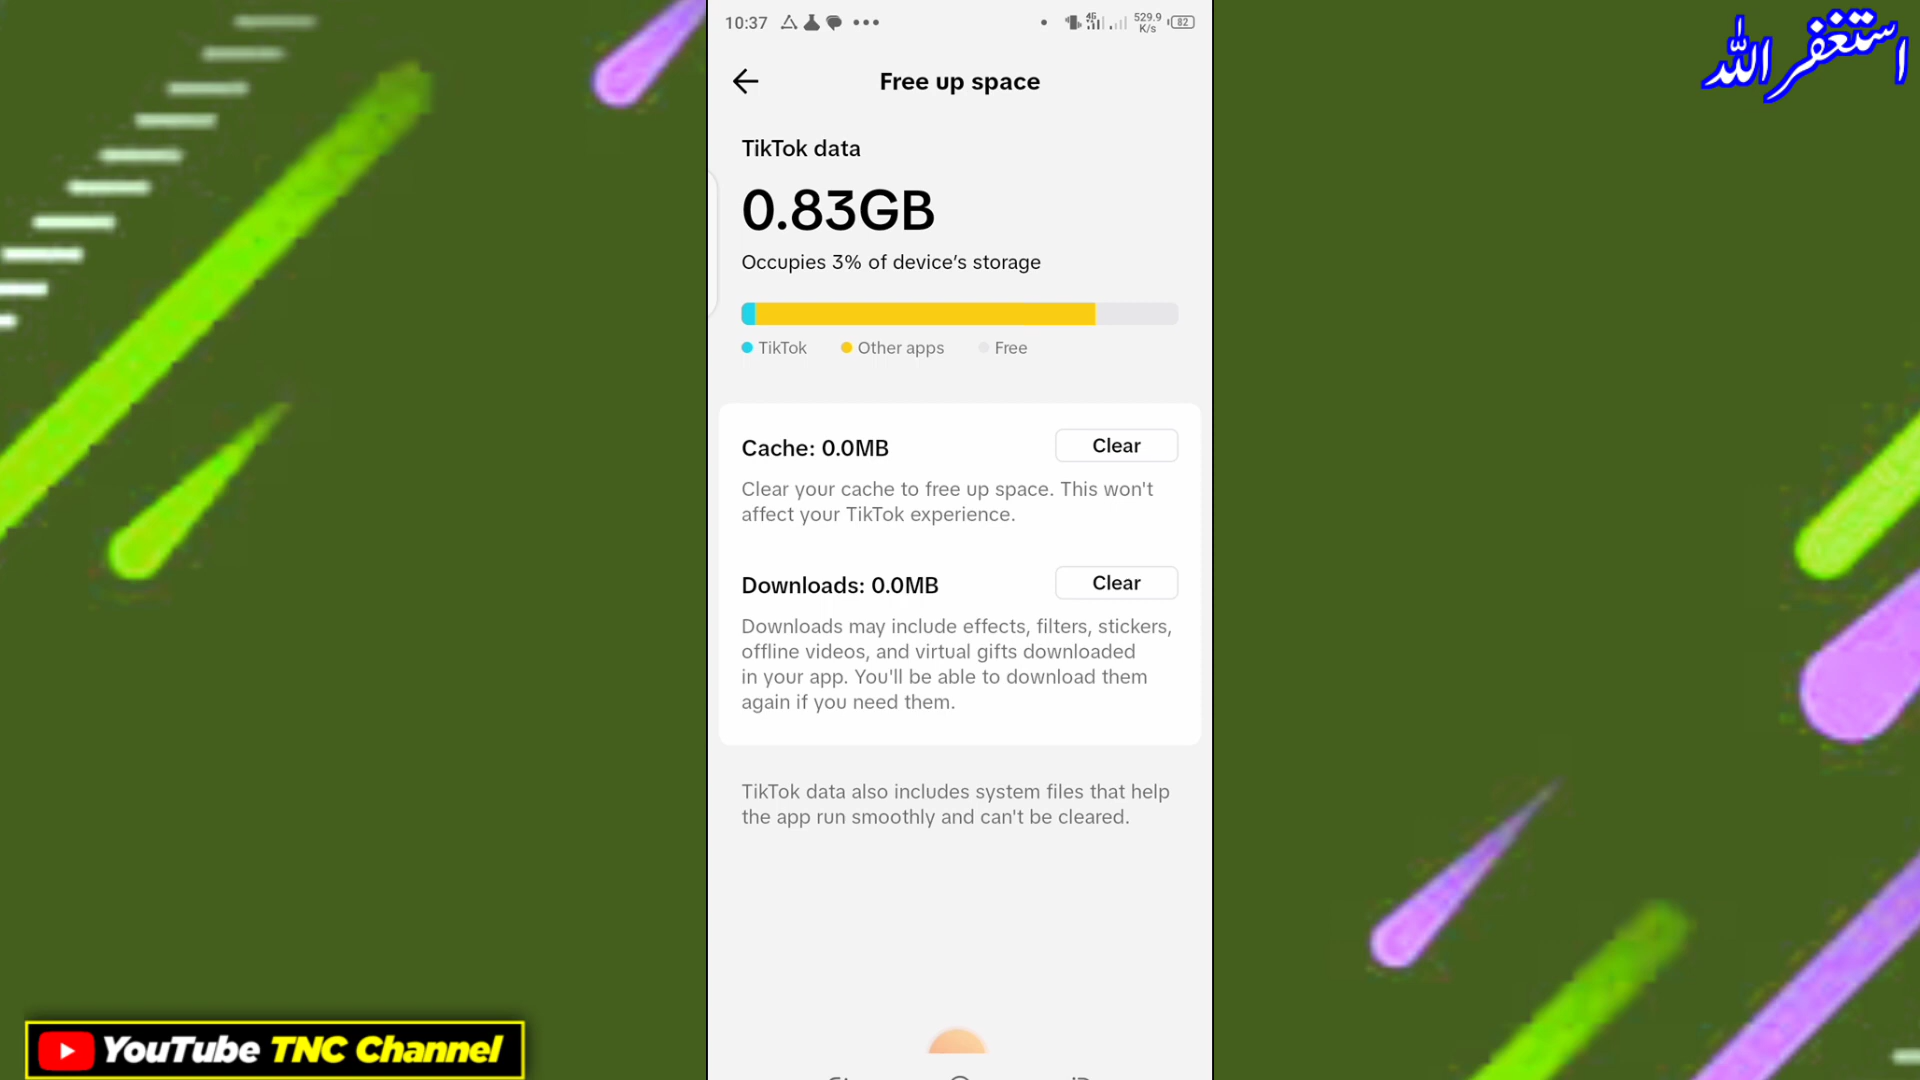 10:37
4G
529.9
K/s
82
استغفر الله
Free up space
TikTok data
0.83GB
Occupies 3% of device’s storage
TikTok
Other apps
Free
Cache: 0.0MB
Clear
Clear your cache to free up space. This won't
affect your TikTok experience.
Downloads: 0.0MB
Clear
Downloads may include effects, filters, stickers,
offline videos, and virtual gifts downloaded
in your app. You'll be able to download them
again if you need them.
TikTok data also includes system files that help
the app run smoothly and can't be cleared.
YouTube TNC Channel